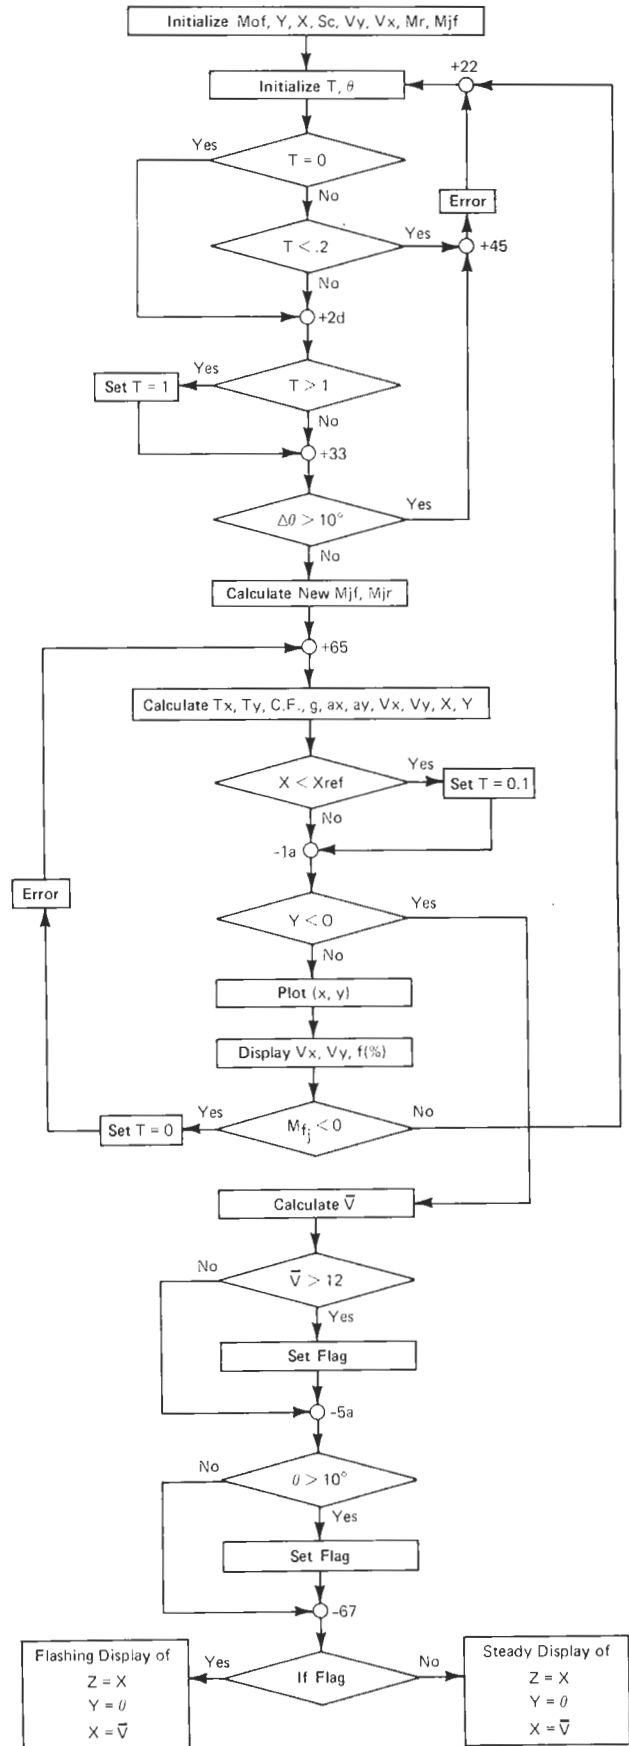 Initialize Mof, Y, X, Sc, Vy, Vx, Mr, Mjf
+22
Initialize T, θ
Yes
T = 0
No
Error
T < .2
Yes
+45
No
+2d
Yes
T > 1
Set T = 1
No
+33
Δθ > 10°
Yes
No
Calculate New Mjf, Mjr
+65
Calculate Tx, Ty, C.F., g, ax, ay, Vx, Vy, X, Y
X < Xref
Yes
Set T = 0.1
No
-1a
Error
Y < O
Yes
No
Plot (x, y)
Display Vx, Vy, f(%)
Set T = 0
Yes
Mfj < 0
No
Calculate V̅
No
V̅ > 12
Yes
Set Flag
-5a
No
θ > 10°
Yes
Set Flag
-67
Flashing Display of
Z = X
Y = θ
X = V̅
Yes
If Flag
No
Steady Display of
Z = X
Y = θ
X = V̅